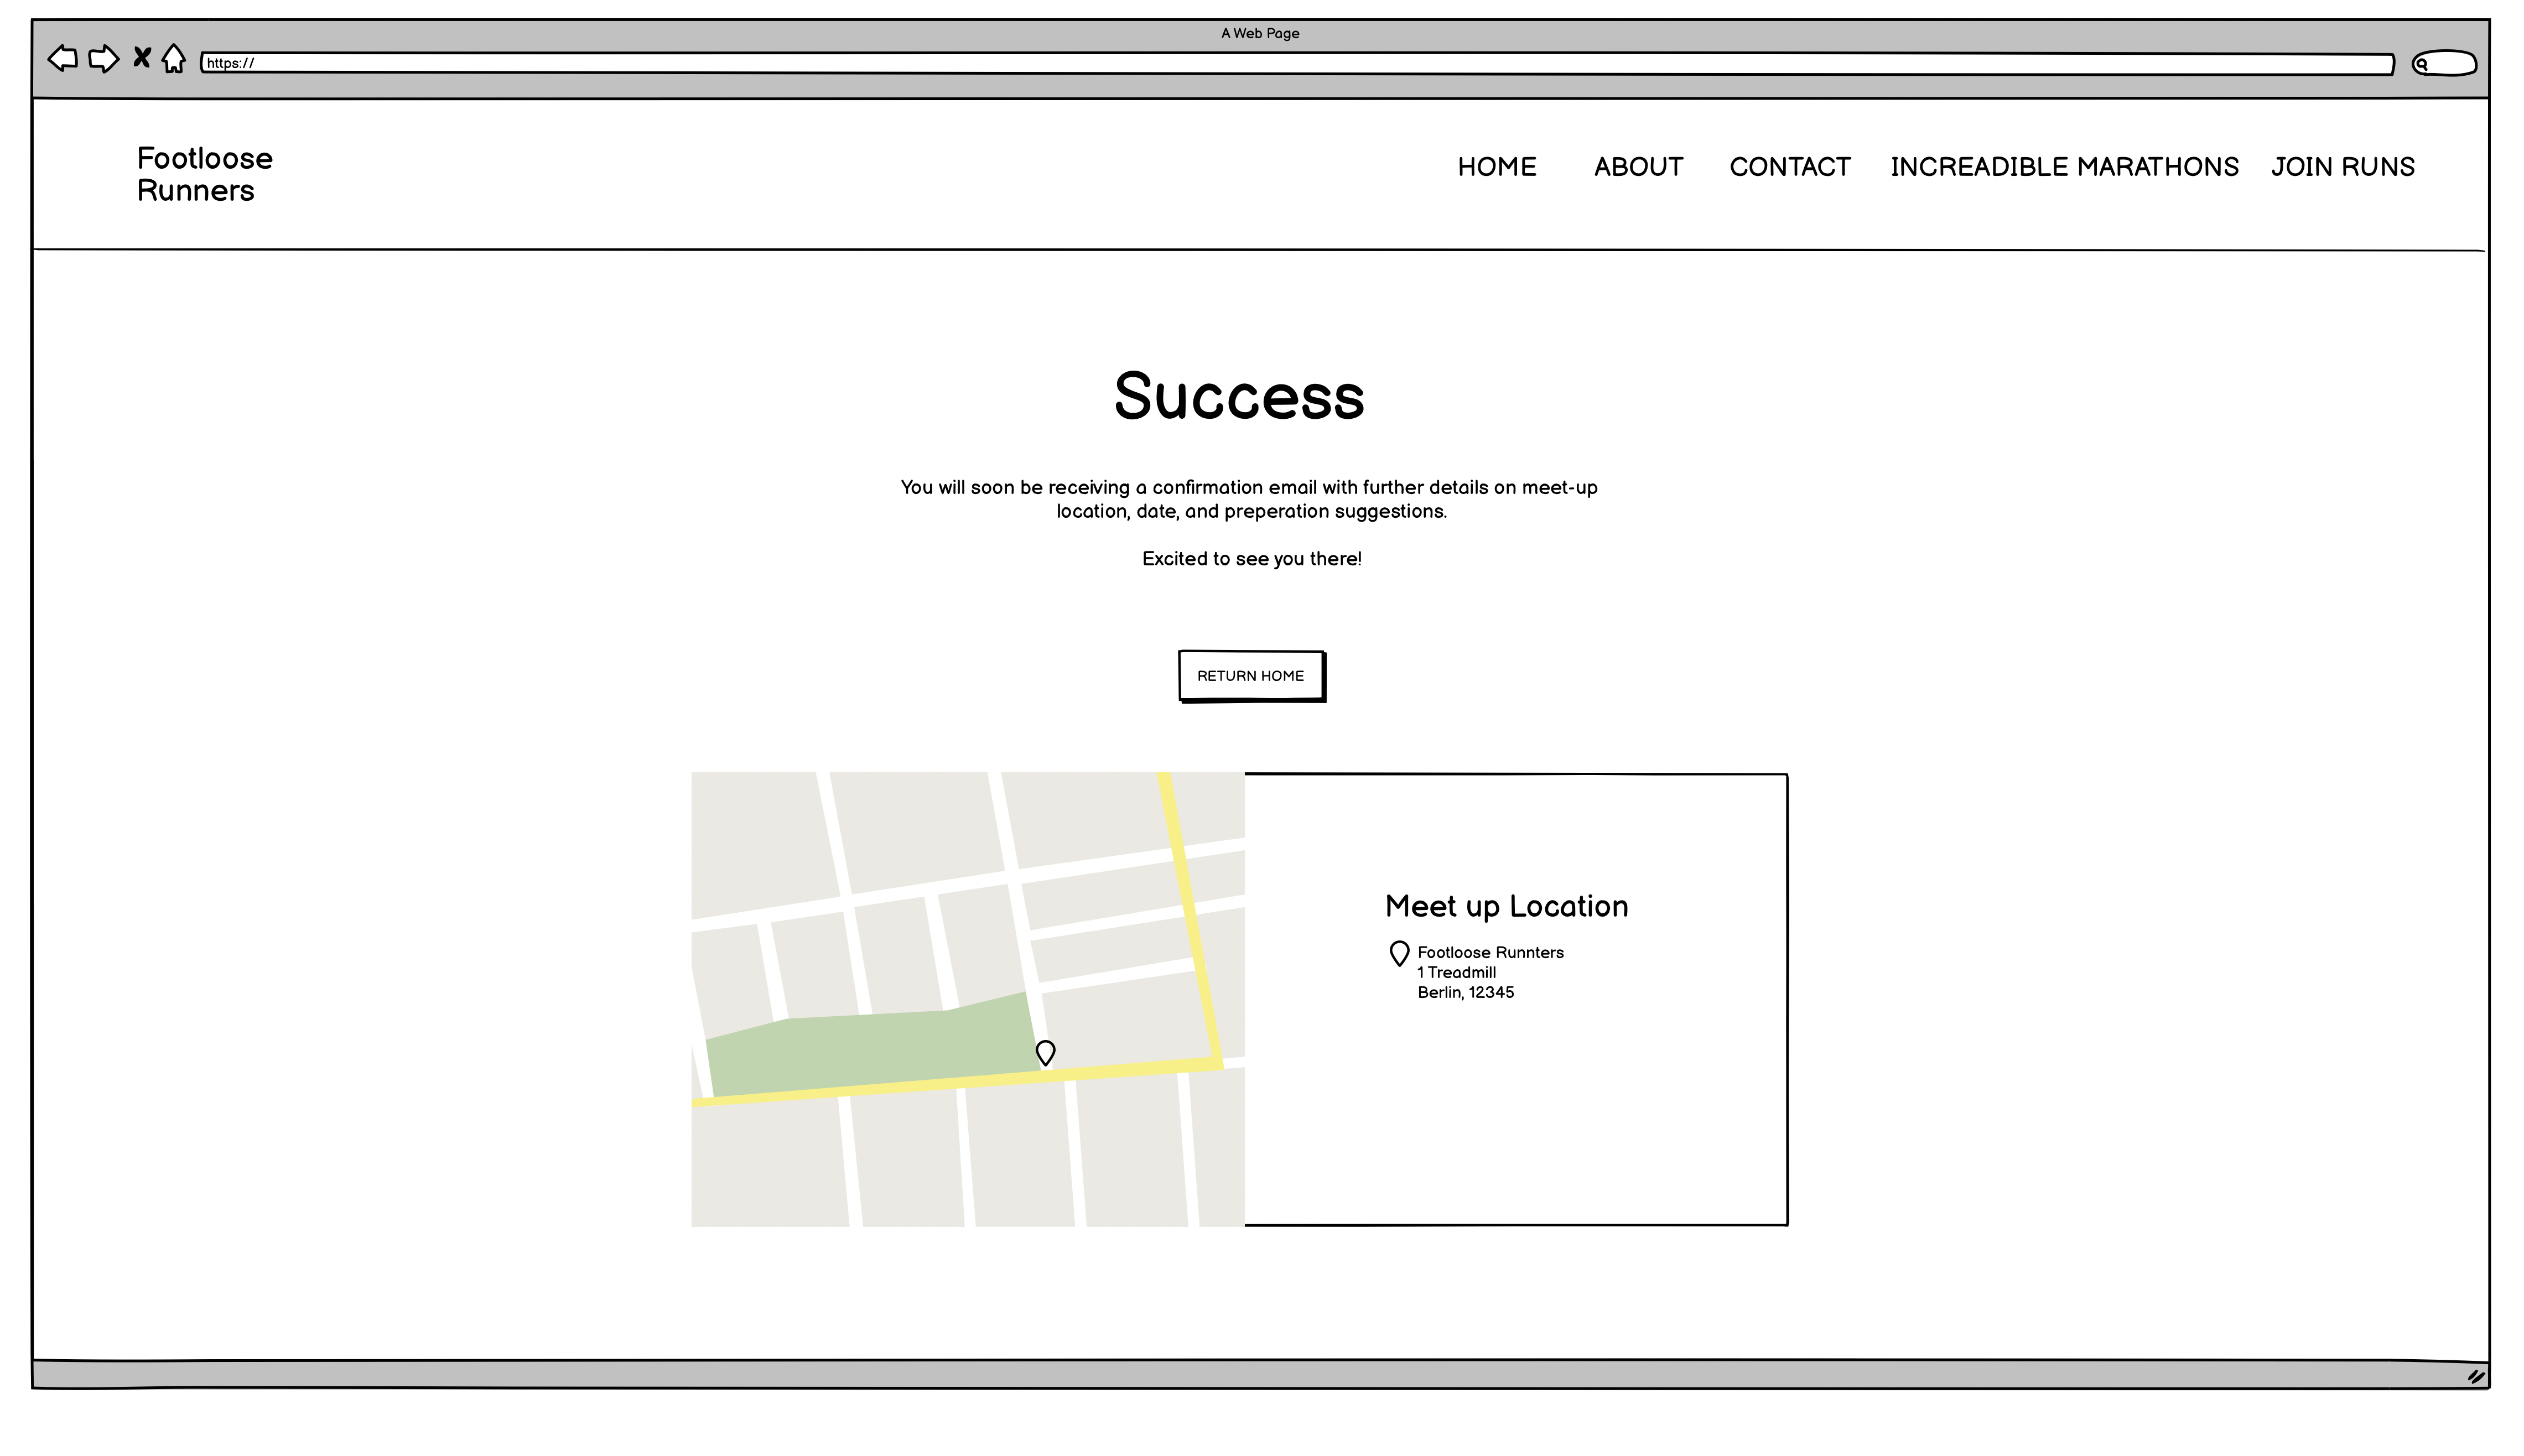 A Web Page
https://
Footloose
Runners
HOME ABOUT CONTACT INCREADIBLE MARATHONS JOIN RUNS
Success
You will soon be receiving a confirmation email with further details on meet-up
location, date, and preperation suggestions.
Excited to see you there!
RETURN HOME
Meet up Location
Footloose Runnters
1 Treadmill
Berlin, 12345